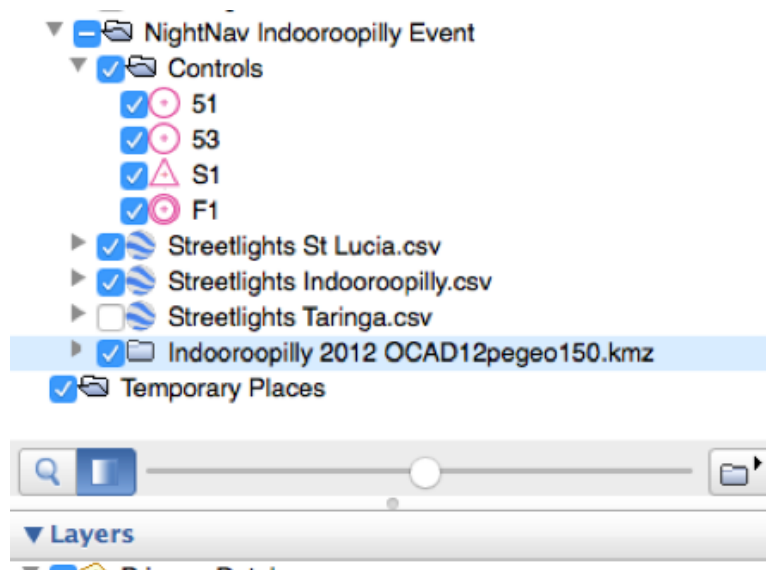 NightNav Indooroopilly Event
Controls
51
53
S1
F1
Streetlights St Lucia.csv
Streetlights Indooroopilly.csv
Streetlights Taringa.csv
Indooroopilly 2012 OCAD12pegeo150.kmz
Temporary Places
Layers